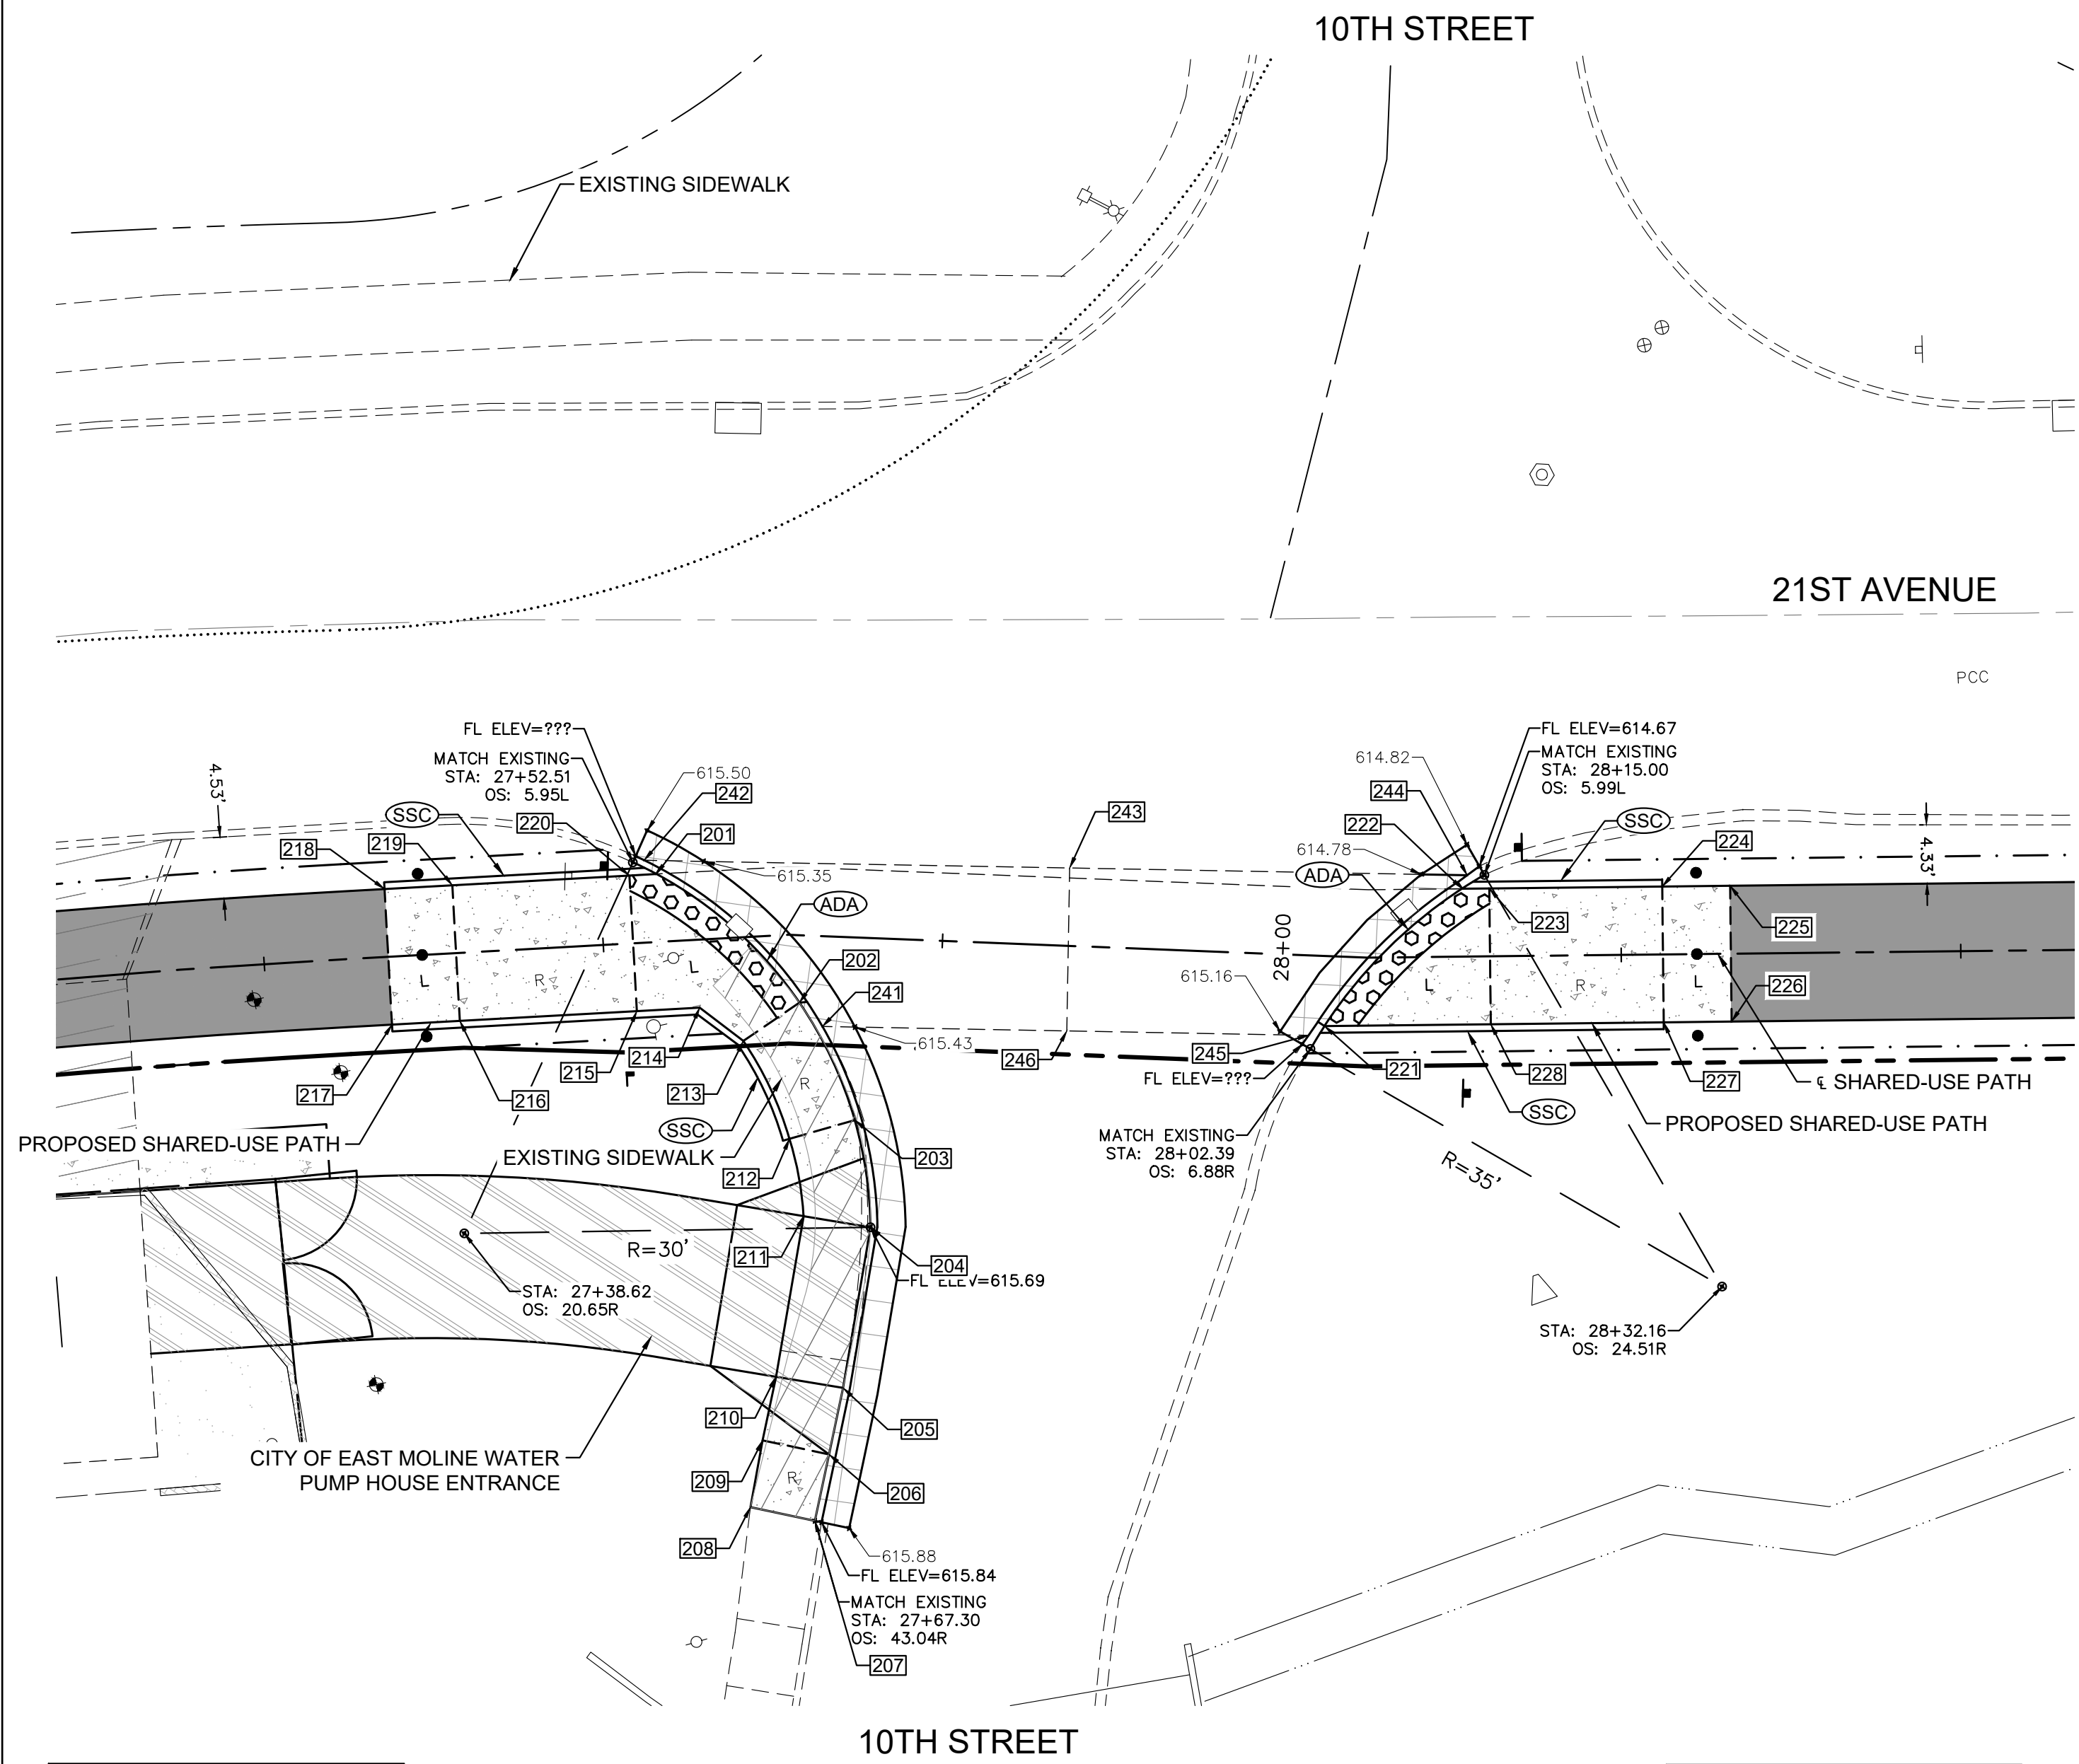 10TH STREET
EXISTING SIDEWALK
21ST AVENUE
PCC
FL ELEV=???
MATCH EXISTING
STA: 27+52.51
OS: 5.95L
4.53'
SSC
615.50
242
220
201
219
218
615.35
ADA
202
241
615.43
243
246
FL ELEV=614.67
MATCH EXISTING
STA: 28+15.00
OS: 5.99L
614.82
244
222
614.78
ADA
SSC
224
4.33'
223
225
28+00
615.16
226
245
FL ELEV=???
221
228
227
℄ SHARED-USE PATH
SSC
PROPOSED SHARED-USE PATH
MATCH EXISTING
STA: 28+02.39
OS: 6.88R
R=35'
STA: 28+32.16
OS: 24.51R
L
R
L
L
R
L
R
217
216
215
214
213
SSC
PROPOSED SHARED-USE PATH
EXISTING SIDEWALK
212
203
R=30'
211
204
FL ELEV=615.69
STA: 27+38.62
OS: 20.65R
210
205
CITY OF EAST MOLINE WATER
PUMP HOUSE ENTRANCE
209
R
206
208
615.88
FL ELEV=615.84
MATCH EXISTING
STA: 27+67.30
OS: 43.04R
207
10TH STREET